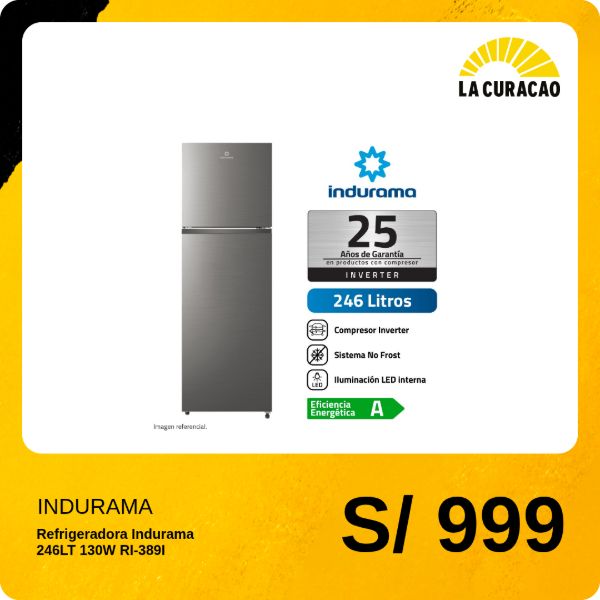 LA CURACAO
indurama
indurama
25
Años de Garantía
en productos con compresor
INVERTER
246 Litros
Compresor Inverter
Sistema No Frost
LED
Iluminación LED interna
Eficiencia
Energética
A
Imagen referencial.
INDURAMA
Refrigeradora Indurama
246LT 130W RI-389I
S/ 999